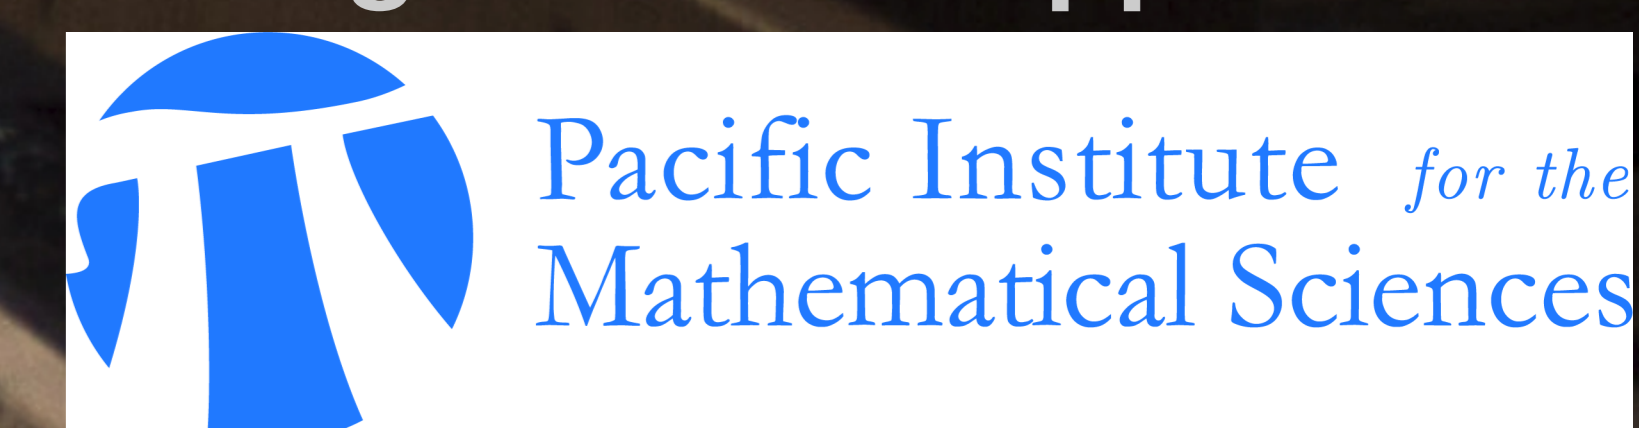 Pacific Institute for the
Mathematical Sciences